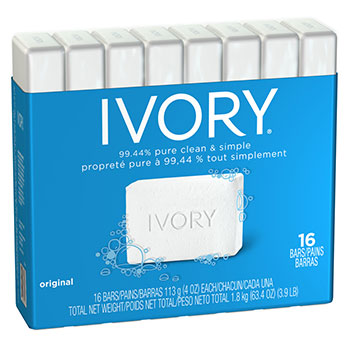 IVORY®
99.44% pure clean & simple
propreté pure à 99,44 % tout simplement
IVORY
16
BARS/PAINS
BARRAS
original
16 BARS/PAINS/BARRAS 113 g (4 OZ) EACH/CHACUN/CADA UNA
TOTAL NET WEIGHT/POIDS NET TOTAL/PESO NETO TOTAL 1.8 kg (63.4 OZ) (3.9 LB)